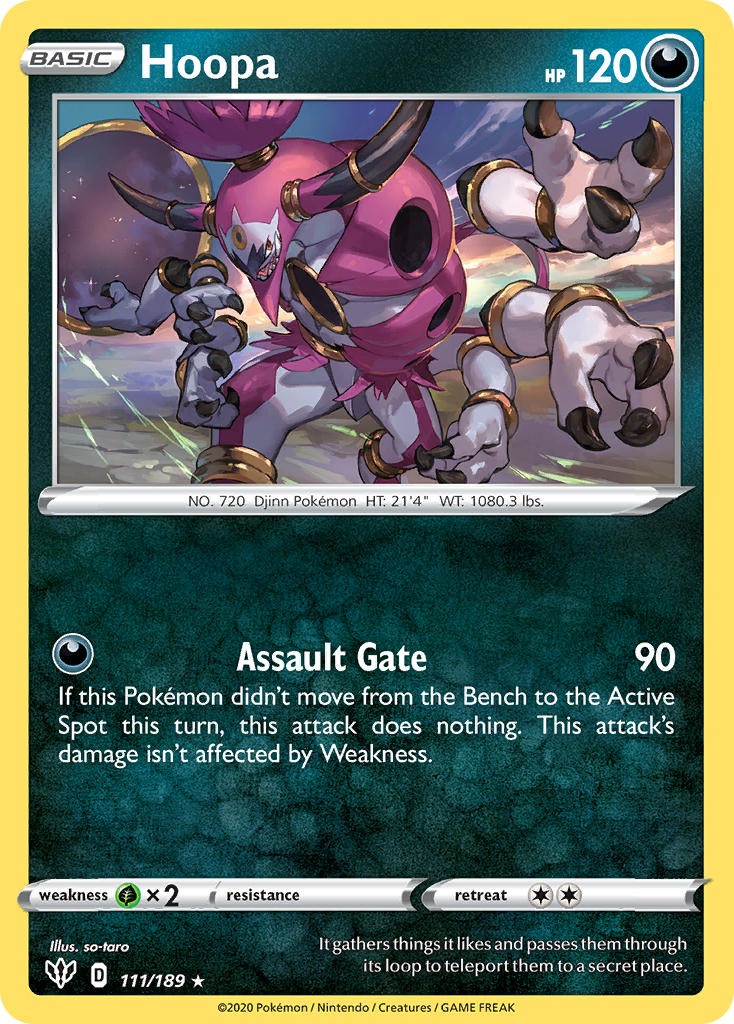 BASIC Hoopa HP 120
NO. 720 Djinn Pokémon HT: 21'4" WT: 1080.3 lbs.
Assault Gate 90
If this Pokémon didn't move from the Bench to the Active
Spot this turn, this attack does nothing. This attack's
damage isn't affected by Weakness.
weakness ×2 resistance retreat
Illus. so-taro
D 111/189 ★
It gathers things it likes and passes them through
its loop to teleport them to a secret place.
©2020 Pokémon / Nintendo / Creatures / GAME FREAK